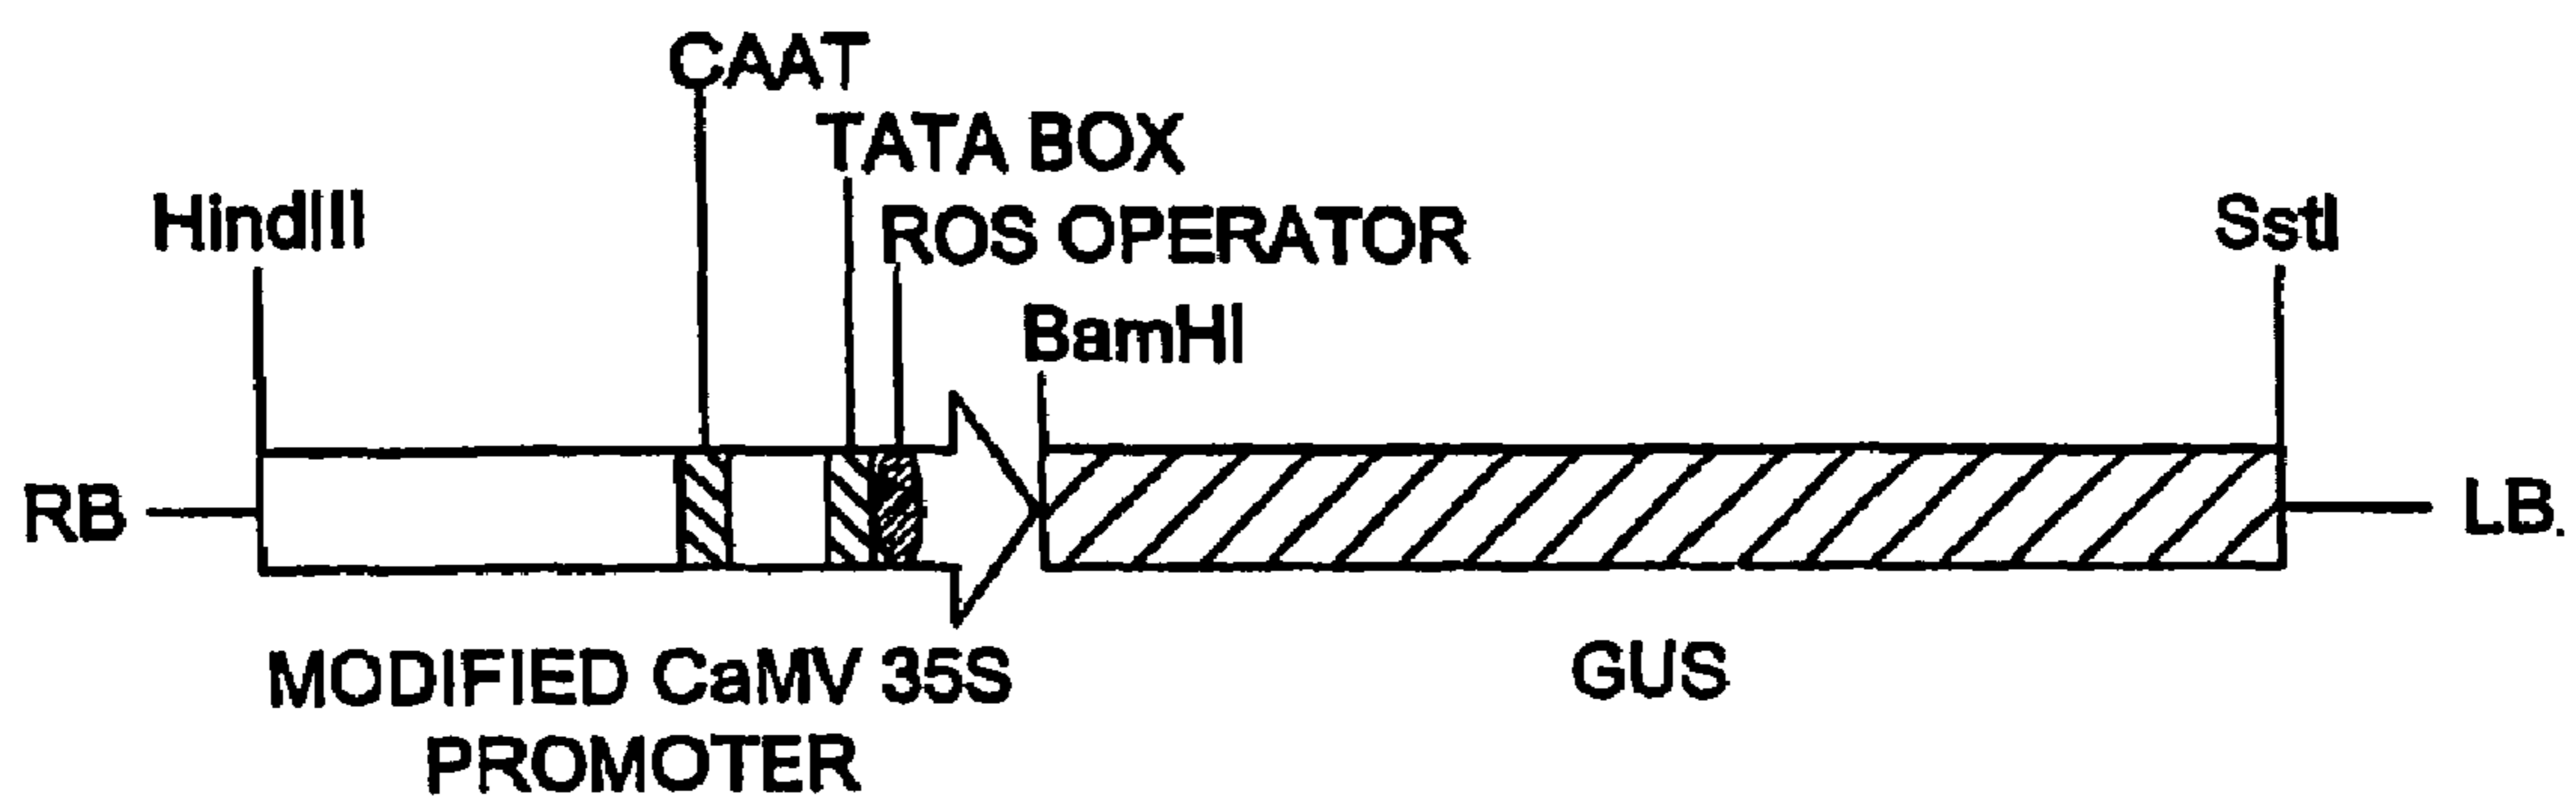 CAAT
TATA BOX
HindIII
ROS OPERATOR
SstI
BamHI
RB
LB.
MODIFIED CaMV 35S
PROMOTER
GUS